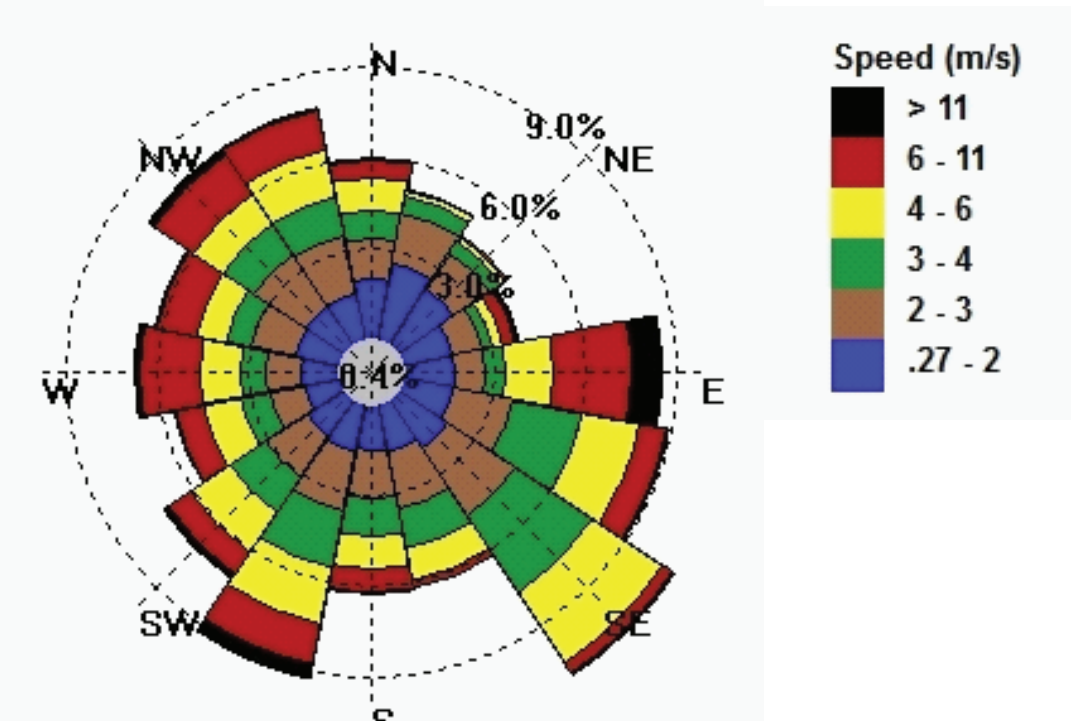 N
NW
NE
9.0%
6.0%
3.0%
0.4%
W
E
SW
SE
S
Speed (m/s)
> 11
6 - 11
4 - 6
3 - 4
2 - 3
.27 - 2